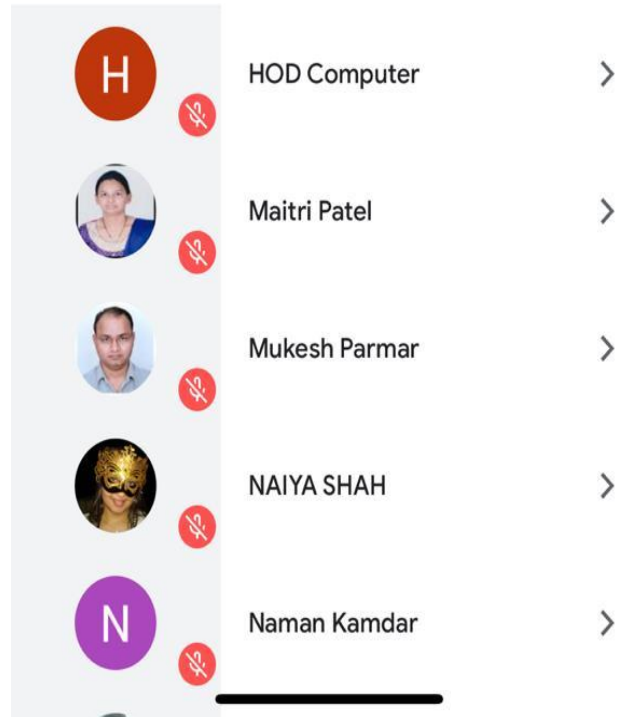 H
HOD Computer
Maitri Patel
Mukesh Parmar
NAIYA SHAH
N
Naman Kamdar